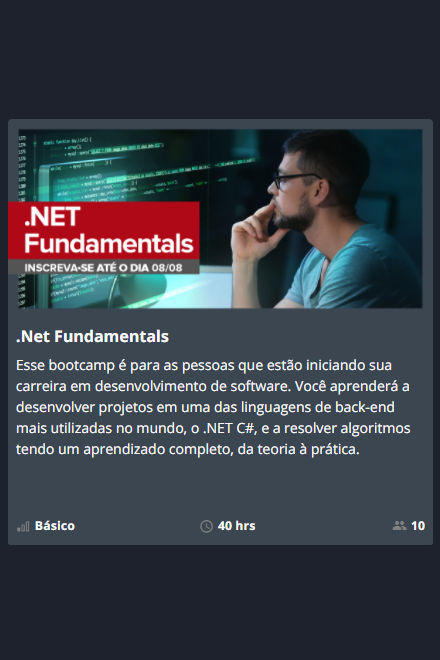 .NET
Fundamentals
INSCREVA-SE ATÉ O DIA 08/08
.Net Fundamentals
Esse bootcamp é para as pessoas que estão iniciando sua
carreira em desenvolvimento de software. Você aprenderá a
desenvolver projetos em uma das linguagens de back-end
mais utilizadas no mundo, o .NET C#, e a resolver algoritmos
tendo um aprendizado completo, da teoria à prática.
Básico
40 hrs
10